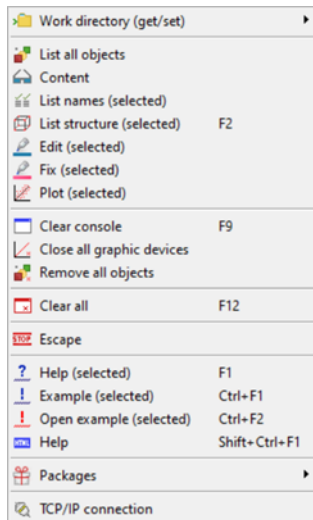 Work directory (get/set)
List all objects
Content
List names (selected)
List structure (selected) F2
Edit (selected)
Fix (selected)
Plot (selected)
Clear console F9
Close all graphic devices
Remove all objects
Clear all F12
STOP Escape
Help (selected) F1
Example (selected) Ctrl+F1
Open example (selected) Ctrl+F2
HTML Help Shift+Ctrl+F1
Packages
TCP/IP connection